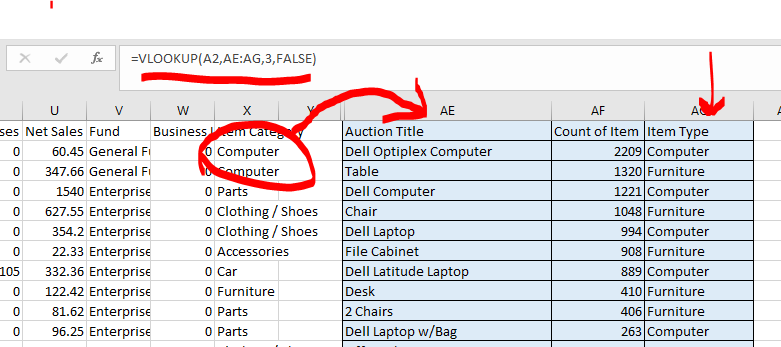 fx
=VLOOKUP(A2,AE:AG,3,FALSE)
U V W X Y AE AF
ses Net Sales Fund Business Item Category Auction Title Count of Item Item Type
0 60.45 General Fu 0 Computer Dell Optiplex Computer 2209 Computer
0 347.66 General Fu 0 Computer Table 1320 Furniture
0 1540 Enterprise 0 Parts Dell Computer 1221 Computer
0 627.55 Enterprise 0 Clothing / Shoes Chair 1048 Furniture
0 354.2 Enterprise 0 Clothing / Shoes Dell Laptop 994 Computer
0 22.33 Enterprise 0 Accessories File Cabinet 908 Furniture
105 332.36 Enterprise 0 Car Dell Latitude Laptop 889 Computer
0 122.42 Enterprise 0 Furniture Desk 410 Furniture
0 81.62 Enterprise 0 Parts 2 Chairs 406 Furniture
0 96.25 Enterprise 0 Parts Dell Laptop w/Bag 263 Computer